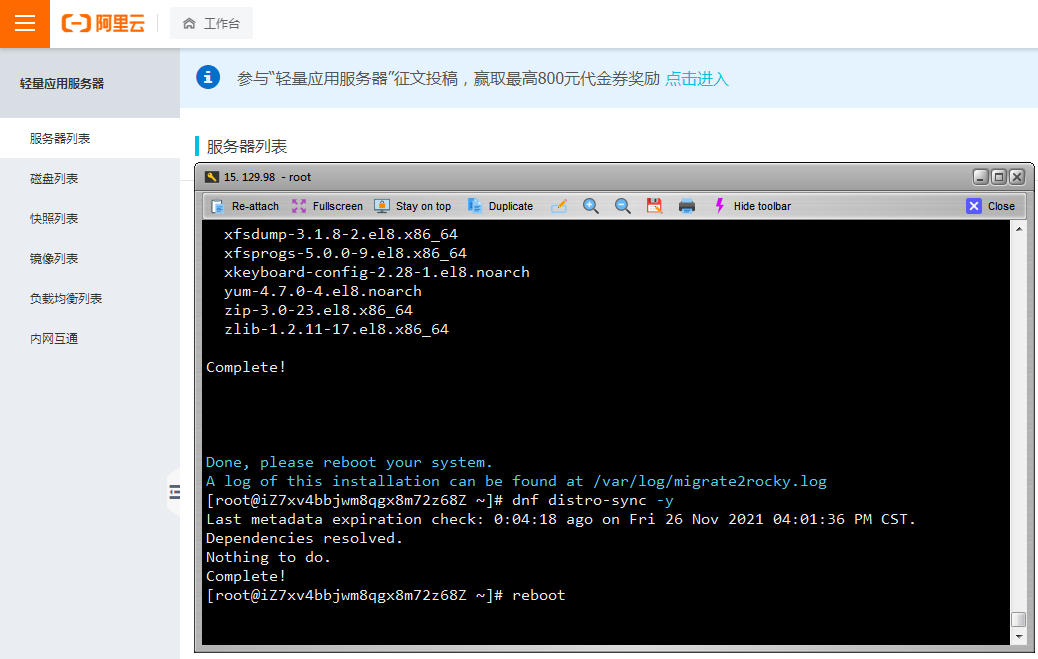 阿里云
工作台
轻量应用服务器
参与“轻量应用服务器”征文投稿，赢取最高800元代金券奖励 点击进入
服务器列表
磁盘列表
快照列表
镜像列表
负载均衡列表
内网互通
服务器列表
15. 129.98 - root
Re-attach Fullscreen Stay on top Duplicate Hide toolbar Close
xfsdump-3.1.8-2.el8.x86_64
xfsprogs-5.0.0-9.el8.x86_64
xkeyboard-config-2.28-1.el8.noarch
yum-4.7.0-4.el8.noarch
zip-3.0-23.el8.x86_64
zlib-1.2.11-17.el8.x86_64
Complete!
Done, please reboot your system.
A log of this installation can be found at /var/log/migrate2rocky.log
[root@iZ7xv4bbjwm8qgx8m72z68Z ~]# dnf distro-sync -y
Last metadata expiration check: 0:04:18 ago on Fri 26 Nov 2021 04:01:36 PM CST.
Dependencies resolved.
Nothing to do.
Complete!
[root@iZ7xv4bbjwm8qgx8m72z68Z ~]# reboot